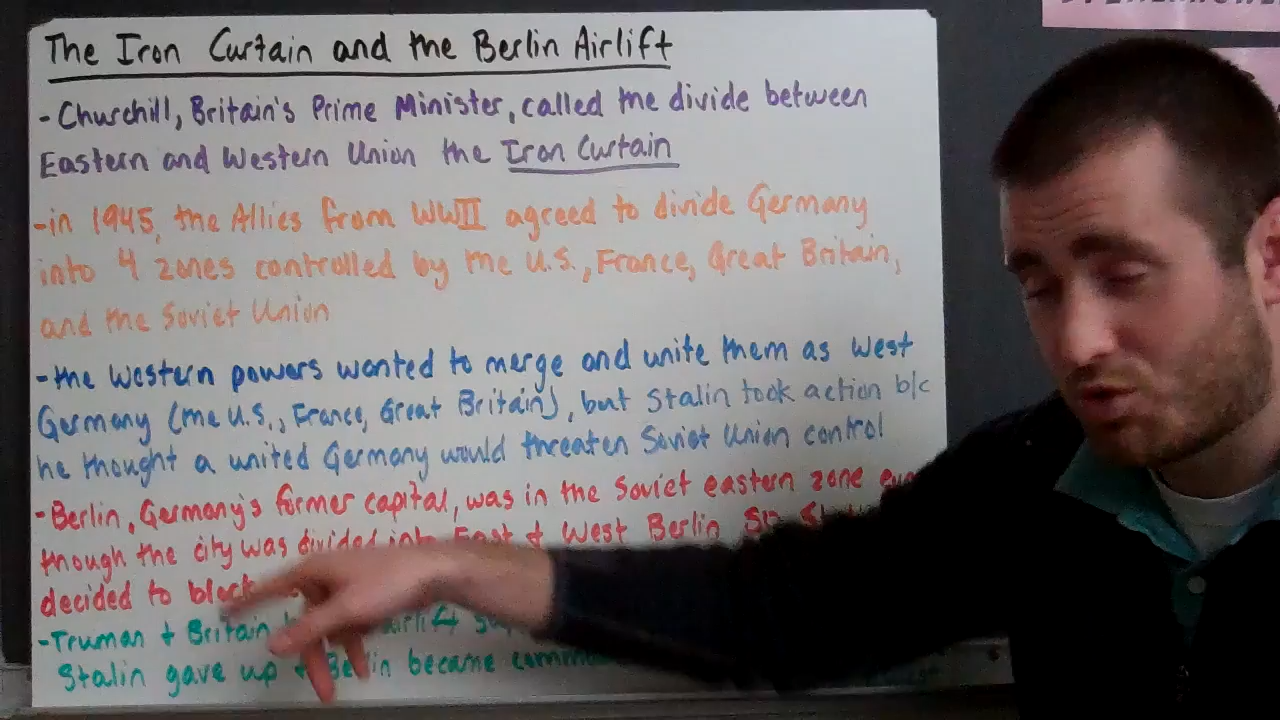 The Iron Curtain and the Berlin Airlift
- Churchill, Britain's Prime Minister, called the divide between
Eastern and Western Union the Iron Curtain
- in 1945, the Allies from WWII agreed to divide Germany
into 4 zones controlled by the U.S., France, Great Britain,
and the Soviet Union
- the western powers wanted to merge and unite them as West
Germany (the U.S., France, Great Britain), but Stalin took action b/c
he thought a united Germany would threaten Soviet Union control
- Berlin, Germany's former capital, was in the Soviet eastern zone
though the city was divided into East & West Berlin so
decided to
- Truman + Britain airlift
Stalin gave up + Berlin became